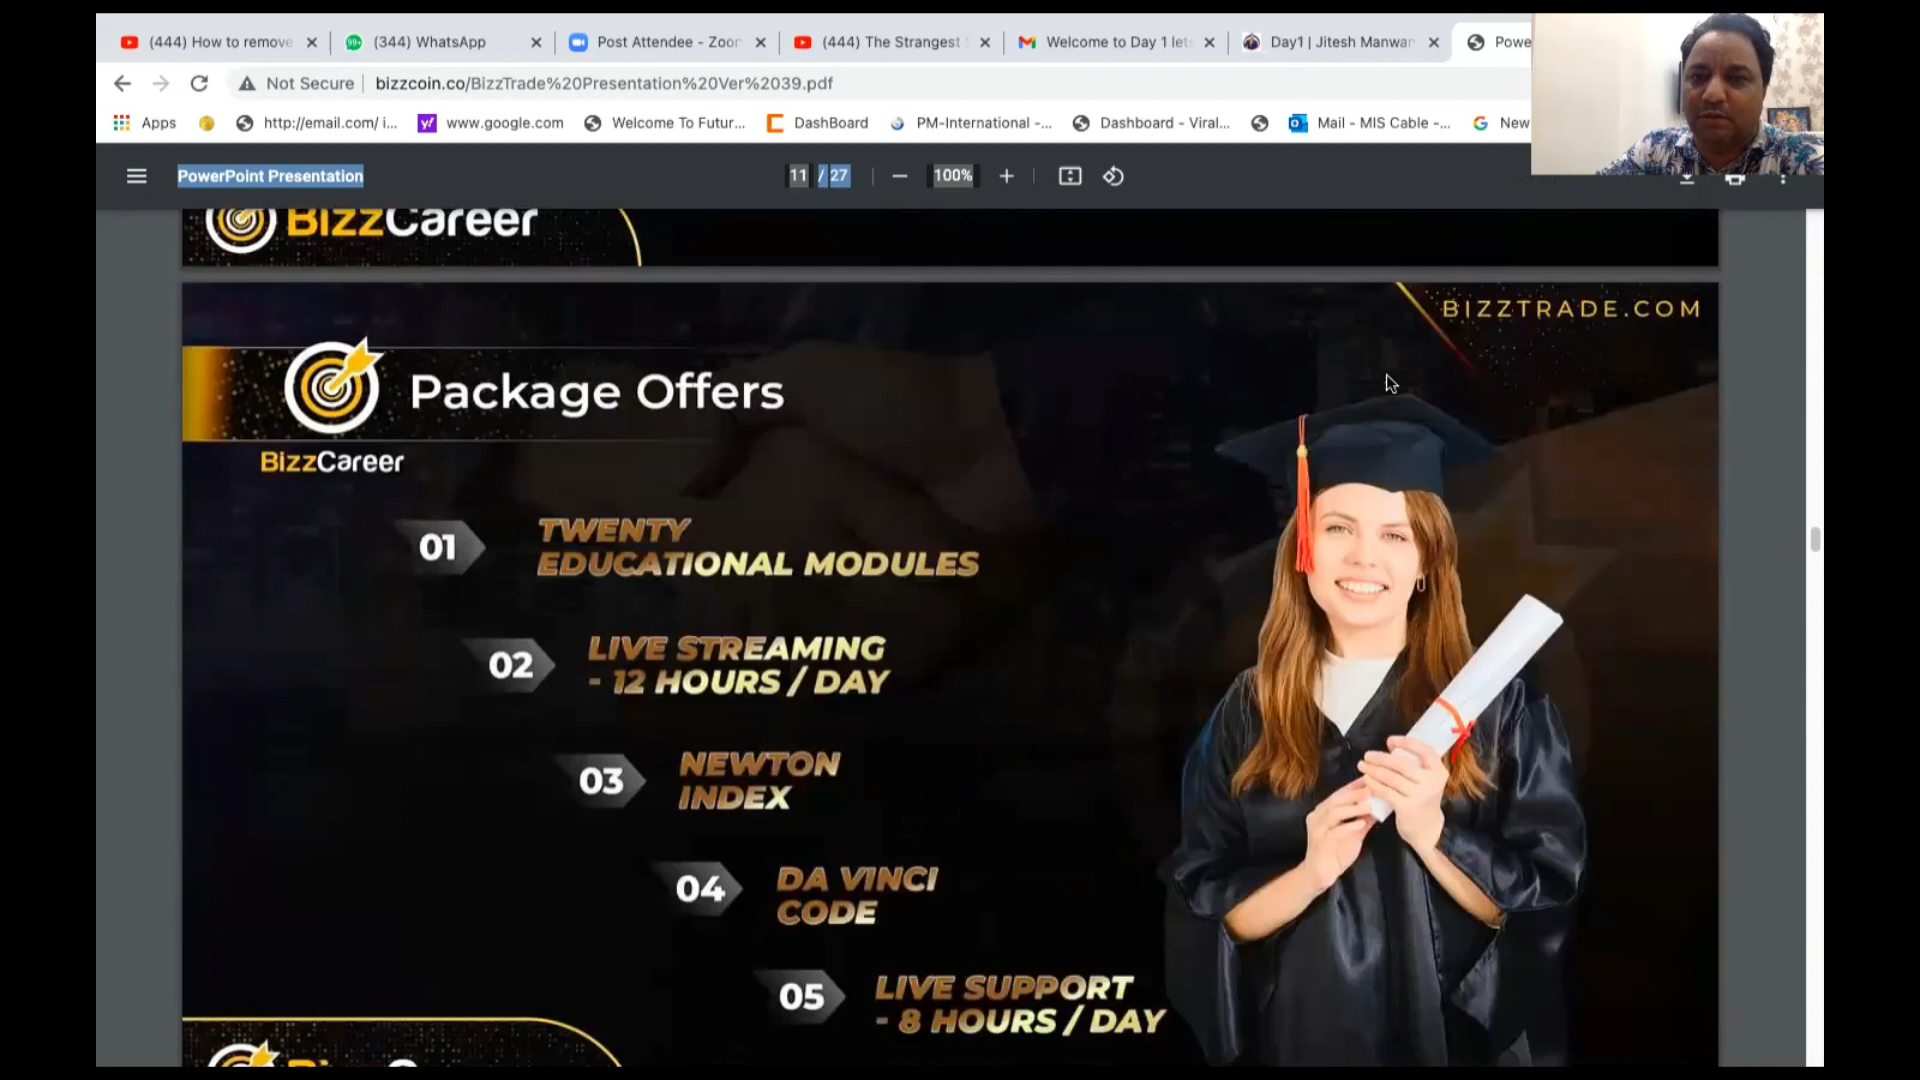 (444) How to remove
(344) WhatsApp
Post Attendee - Zoor
(444) The Strangest
Welcome to Day 1 let
Day1 | Jitesh Manwar
Powe
Not Secure
bizzcoin.co/BizzTrade%20Presentation%20Ver%2039.pdf
Apps
http://email.com/ i...
www.google.com
Welcome To Futur...
DashBoard
PM-International -...
Dashboard - Viral...
Mail - MIS Cable -...
New
PowerPoint Presentation
11 / 27
100%
BizzCareer
BIZZTRADE.COM
Package Offers
BizzCareer
01
TWENTY
EDUCATIONAL MODULES
02
LIVE STREAMING
- 12 HOURS / DAY
03
NEWTON
INDEX
04
DA VINCI
CODE
05
LIVE SUPPORT
- 8 HOURS / DAY